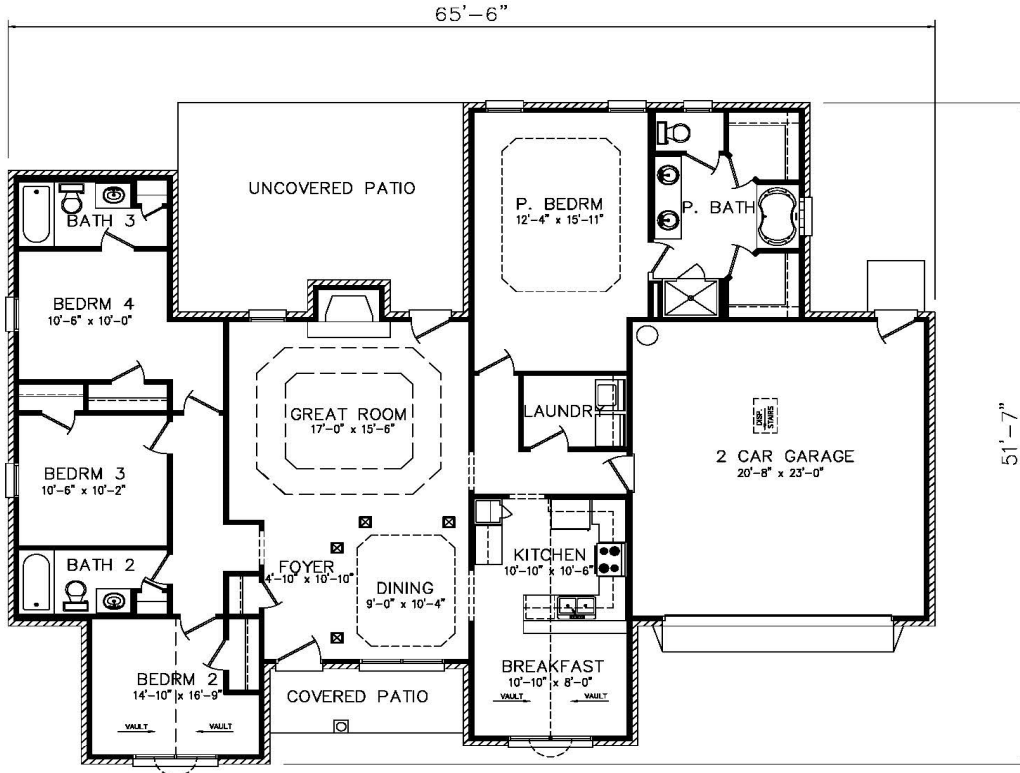 65'-6"
UNCOVERED PATIO
P. BEDRM
12'-4" x 15'-11"
P. BATH
BATH 3
BEDRM 4
10'-6" x 10'-0"
GREAT ROOM
17'-0" x 15'-6"
LAUNDRY
DISP.
STAIRS
2 CAR GARAGE
20'-8" x 23'-0"
51'-7"
BEDRM 3
10'-6" x 10'-2"
BATH 2
FOYER
4'-10" x 10'-10"
DINING
9'-0" x 10'-4"
KITCHEN
10'-10" x 10'-6"
BREAKFAST
10'-10" x 8'-0"
VAULT
VAULT
BEDRM 2
14'-10" x 16'-9"
VAULT
VAULT
COVERED PATIO